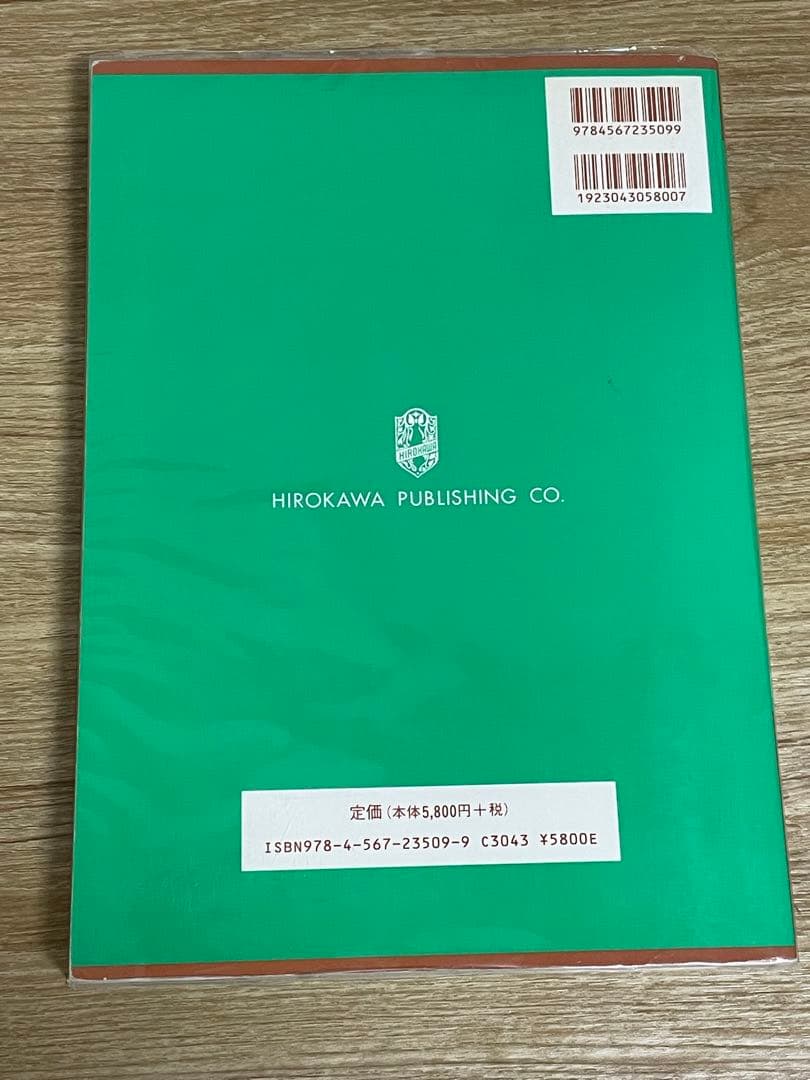 9784567235099
1923043058007
HIROKAWA
HIROKAWA PUBLISHING CO.
定価(本体5,800円+税)
ISBN978-4-567-23509-9 C3043 ¥5800E